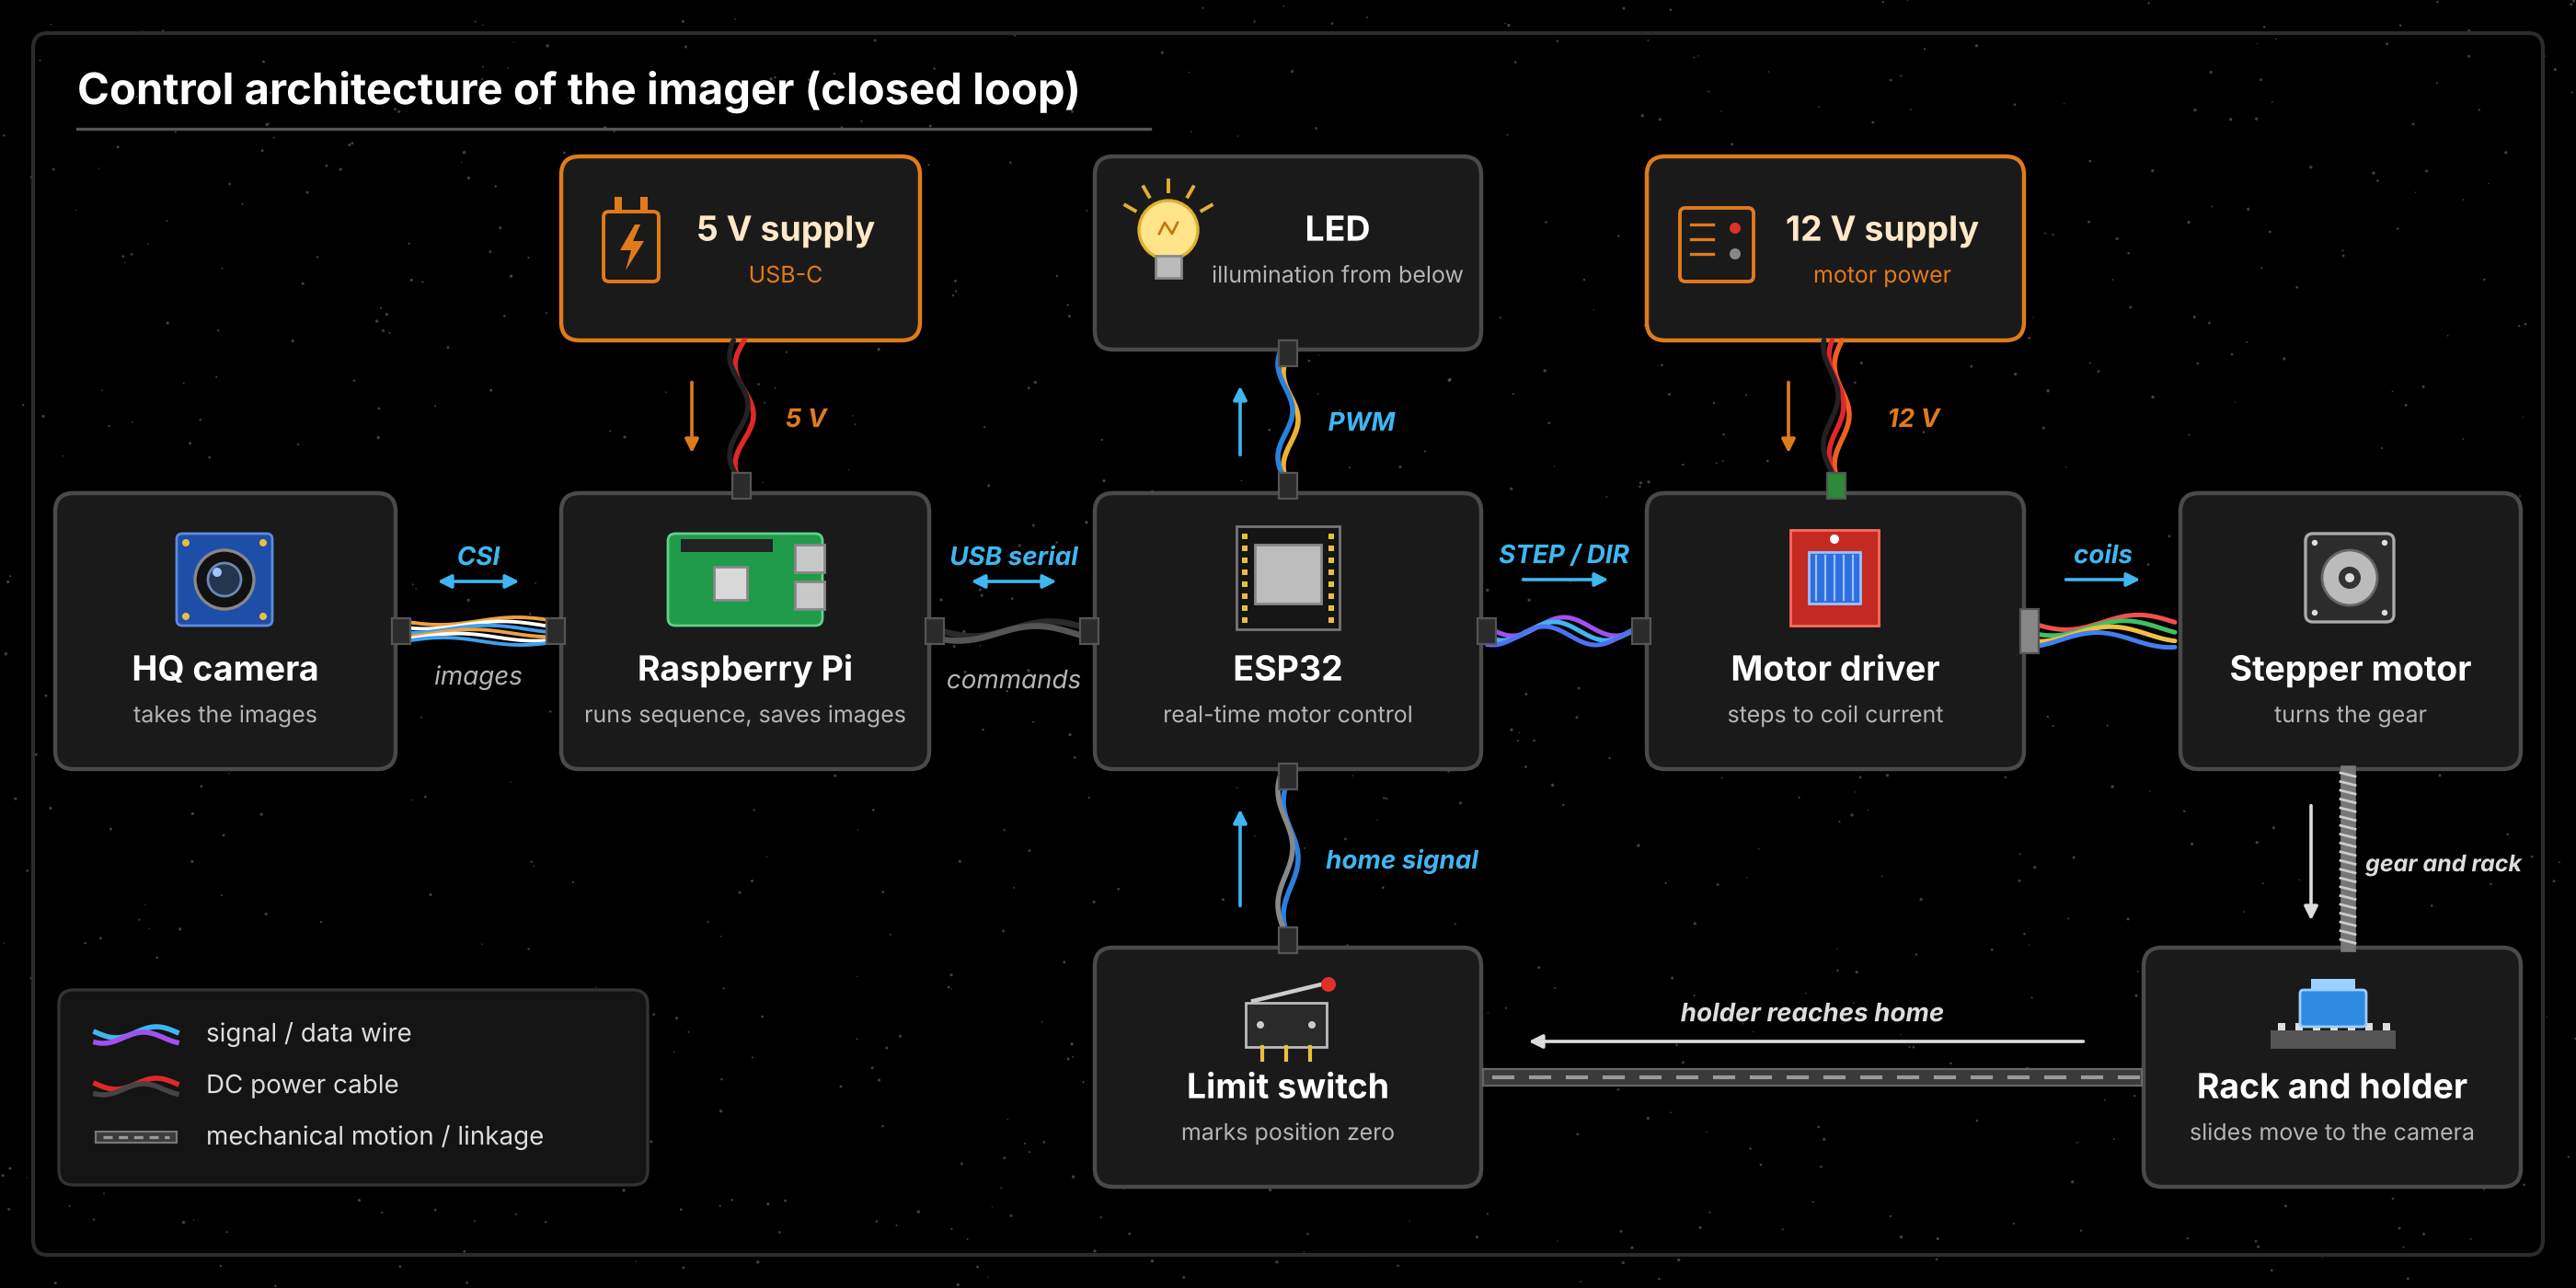 Control architecture of the imager (closed loop)
5 V supply
USB-C
LED
illumination from below
12 V supply
motor power
5 V
PWM
12 V
CSI
images
USB serial
commands
STEP / DIR
coils
HQ camera
takes the images
Raspberry Pi
runs sequence, saves images
ESP32
real-time motor control
Motor driver
steps to coil current
Stepper motor
turns the gear
home signal
gear and rack
holder reaches home
Limit switch
marks position zero
Rack and holder
slides move to the camera
signal / data wire
DC power cable
mechanical motion / linkage